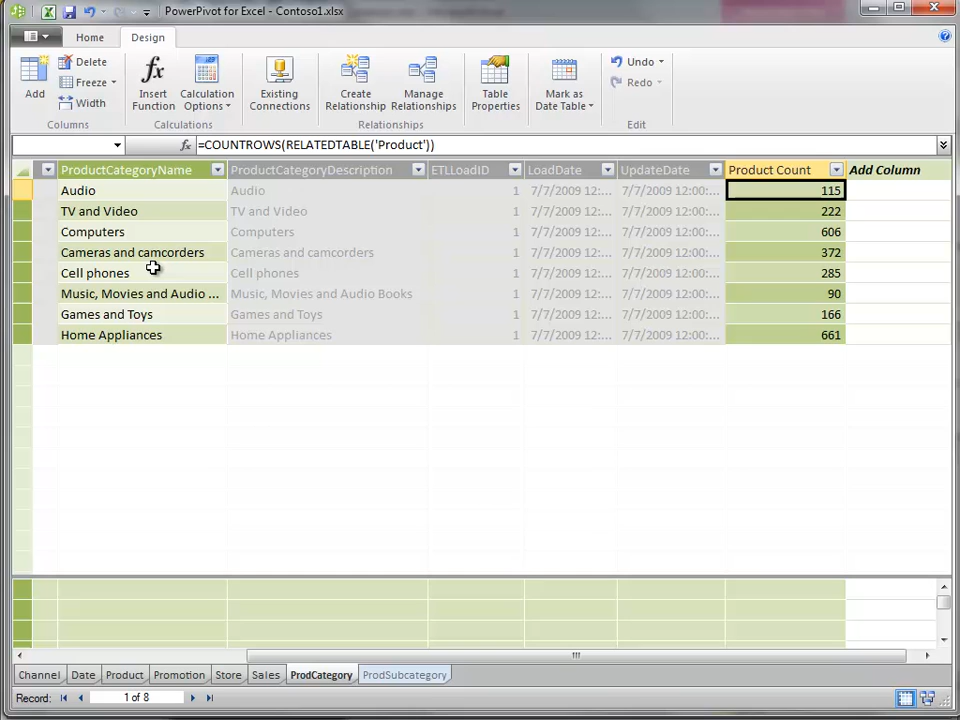 PowerPivot for Excel - Contoso1.xlsx
Home Design
Add
Delete
Freeze
Width
Columns
Insert Function
Calculation Options
Calculations
Existing Connections
Create Relationship
Manage Relationships
Relationships
Table Properties
Mark as Date Table
Undo
Redo
Edit
fx =COUNTROWS(RELATEDTABLE('Product'))
ProductCategoryName ProductCategoryDescription ETLLoadID LoadDate UpdateDate Product Count Add Column
Audio Audio 1 7/7/2009 12:... 7/7/2009 12:00:... 115
TV and Video TV and Video 1 7/7/2009 12:... 7/7/2009 12:00:... 222
Computers Computers 1 7/7/2009 12:... 7/7/2009 12:00:... 606
Cameras and camcorders Cameras and camcorders 1 7/7/2009 12:... 7/7/2009 12:00:... 372
Cell phones Cell phones 1 7/7/2009 12:... 7/7/2009 12:00:... 285
Music, Movies and Audio ... Music, Movies and Audio Books 1 7/7/2009 12:... 7/7/2009 12:00:... 90
Games and Toys Games and Toys 1 7/7/2009 12:... 7/7/2009 12:00:... 166
Home Appliances Home Appliances 1 7/7/2009 12:... 7/7/2009 12:00:... 661
Channel Date Product Promotion Store Sales ProdCategory ProdSubcategory
Record: 1 of 8